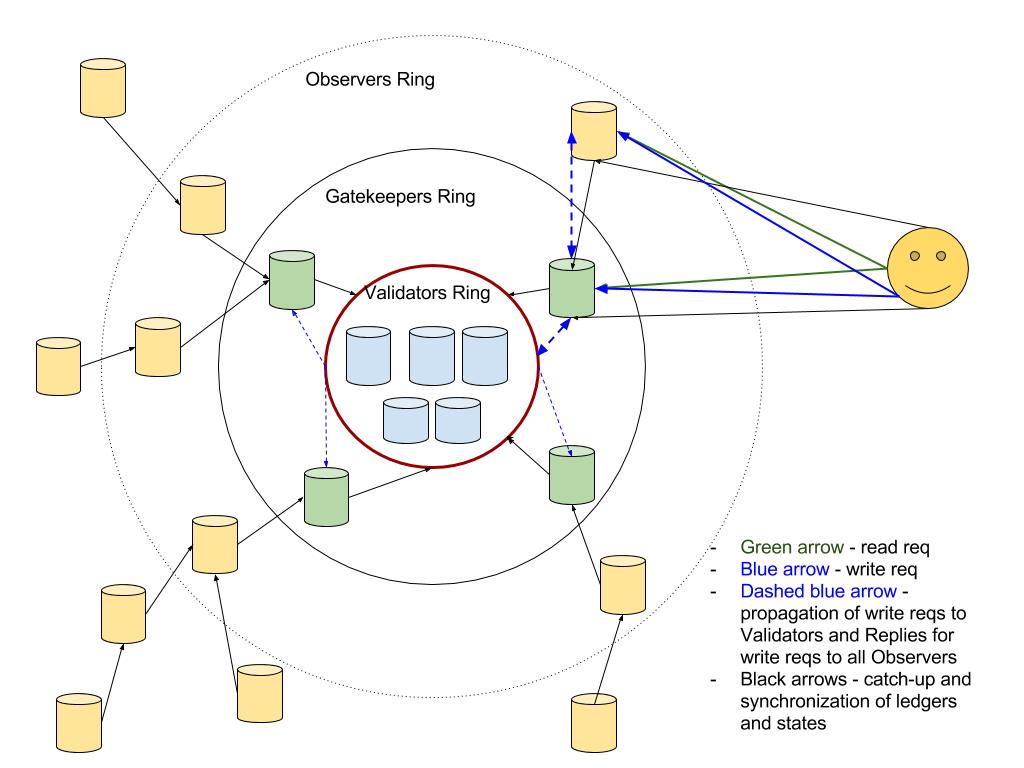 Observers Ring
Gatekeepers Ring
Validators Ring
- Green arrow - read req
- Blue arrow - write req
- Dashed blue arrow -
propagation of write reqs to
Validators and Replies for
write reqs to all Observers
- Black arrows - catch-up and
synchronization of ledgers
and states